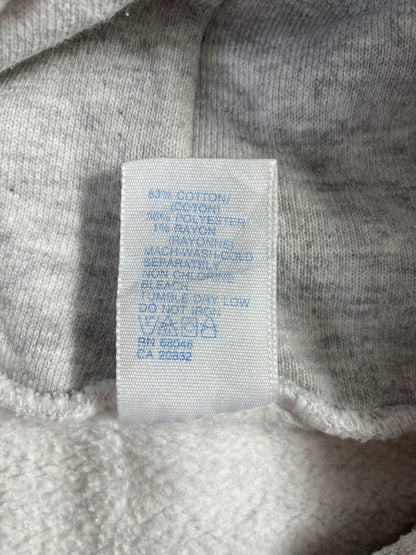 63% COTTON/
(COTON)
36% POLYESTER/
1% RAYON
(RAYONNE)
MACH-WASH-COLD
SEPARATELY
NON CHLORINE
BLEACH
TUMBLE DRY LOW
DO NOT IRON
RN 68046
CA 20832